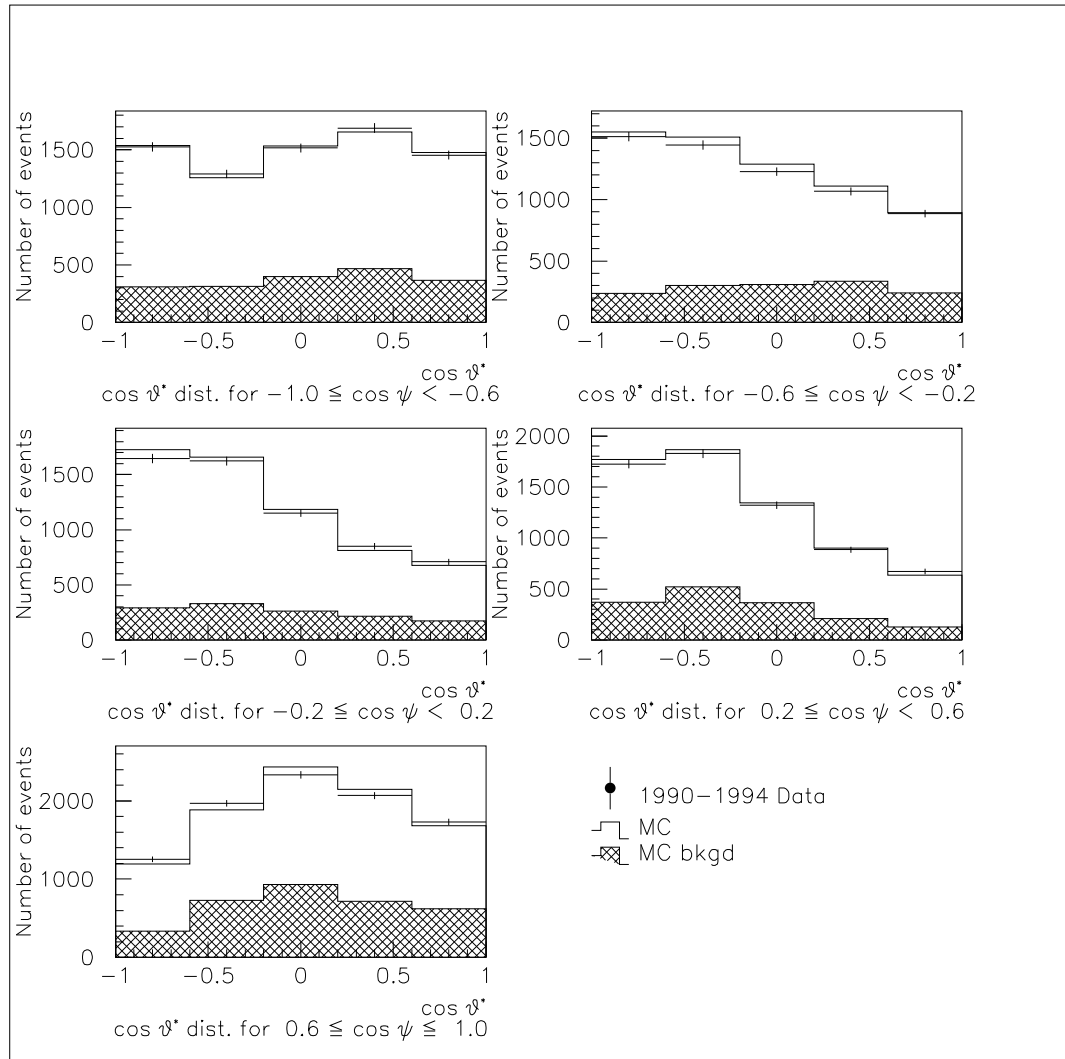 Number of events
1500
1000
500
0
−1 −0.5 0 0.5 1
cos ϑ*
cos ϑ* dist. for −1.0 ≦ cos ψ < −0.6
Number of events
1500
1000
500
0
−1 −0.5 0 0.5 1
cos ϑ*
cos ϑ* dist. for −0.6 ≦ cos ψ < −0.2
Number of events
1500
1000
500
0
−1 −0.5 0 0.5 1
cos ϑ*
cos ϑ* dist. for −0.2 ≦ cos ψ < 0.2
Number of events
2000
1500
1000
500
0
−1 −0.5 0 0.5 1
cos ϑ*
cos ϑ* dist. for 0.2 ≦ cos ψ < 0.6
Number of events
2000
1000
0
−1 −0.5 0 0.5 1
cos ϑ*
cos ϑ* dist. for 0.6 ≦ cos ψ ≦ 1.0
1990−1994 Data
MC
MC bkgd